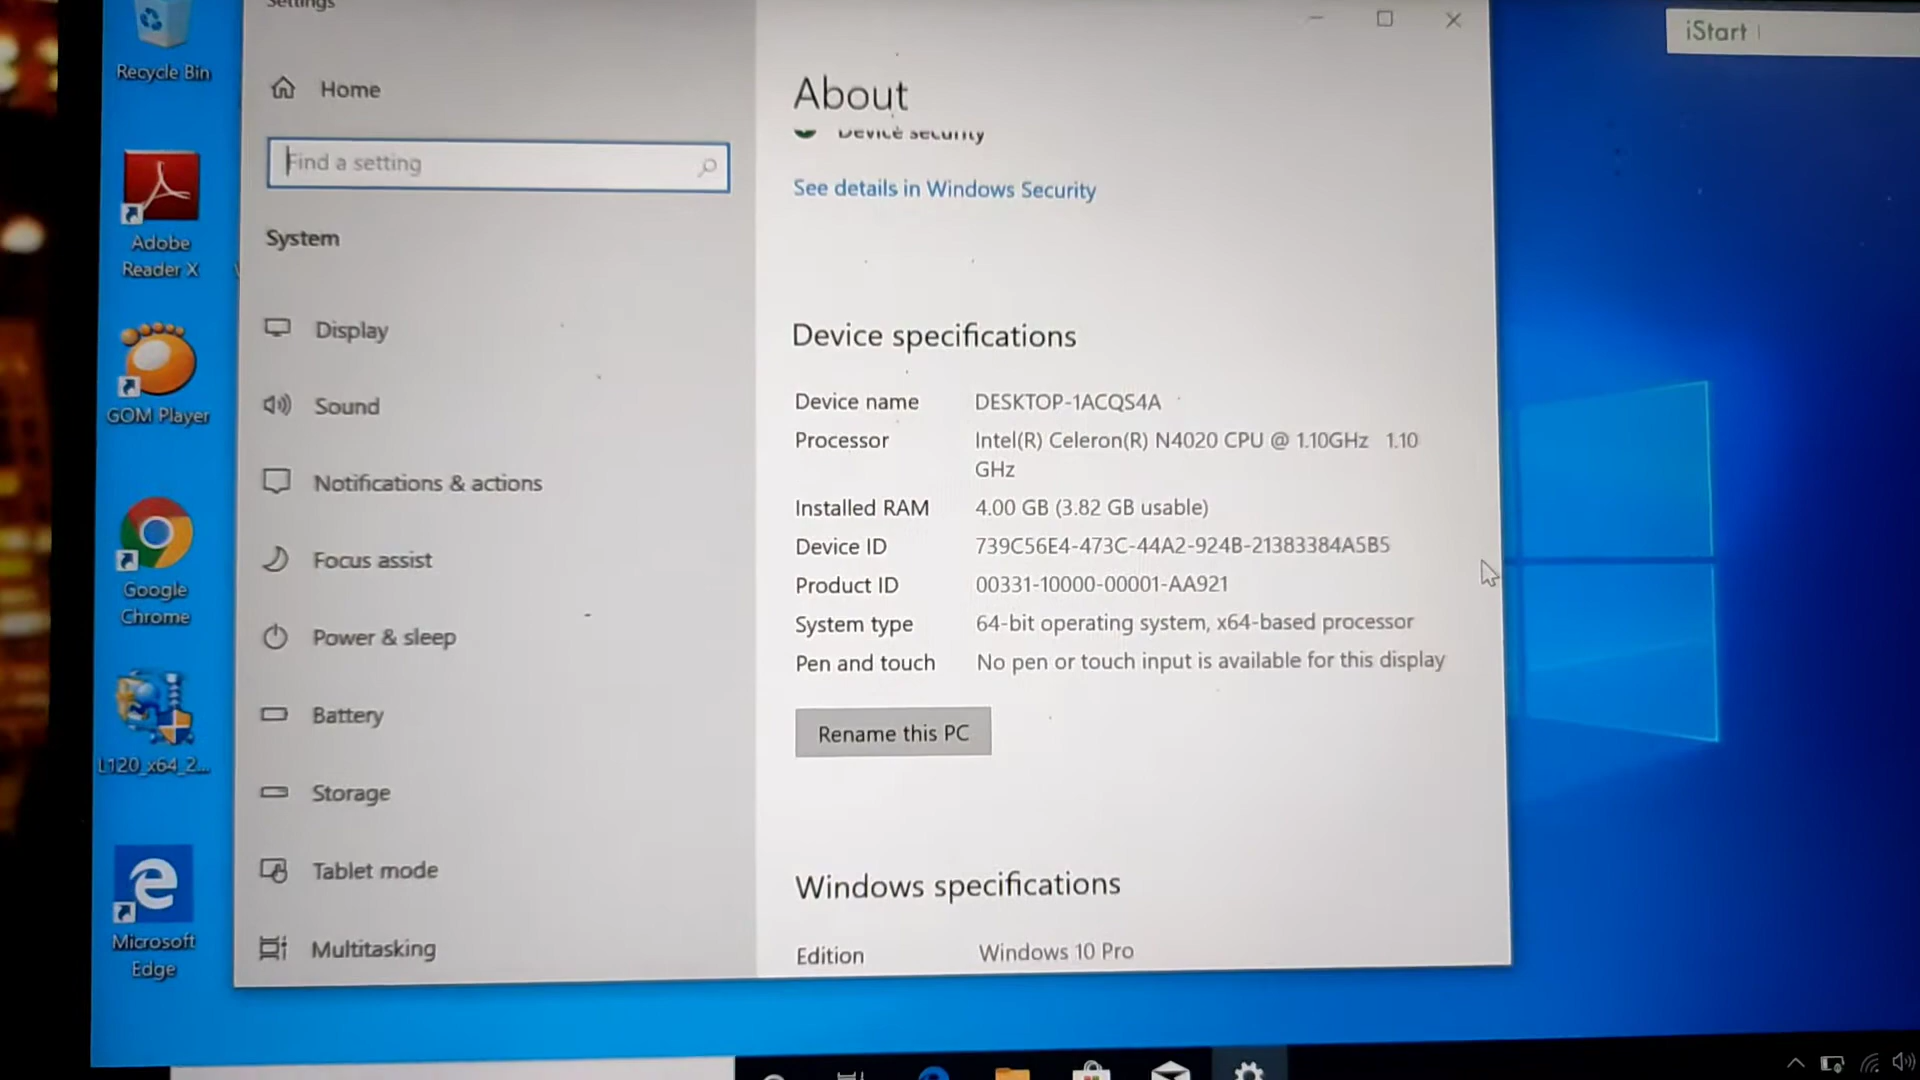 Settings
iStart
Recycle Bin
Home
About
Device security
Find a setting
See details in Windows Security
System
Adobe
Reader X
Display
Device specifications
GOM Player
Sound
Device name DESKTOP-1ACQS4A
Processor Intel(R) Celeron(R) N4020 CPU @ 1.10GHz 1.10
GHz
Notifications & actions
Installed RAM 4.00 GB (3.82 GB usable)
Device ID 739C56E4-473C-44A2-924B-21383384A5B5
Focus assist
Product ID 00331-10000-00001-AA921
Google
Chrome
System type 64-bit operating system, x64-based processor
Power & sleep
Pen and touch No pen or touch input is available for this display
Battery
Rename this PC
L120_x64_2...
Storage
Tablet mode
Windows specifications
Microsoft
Edge
Multitasking
Edition Windows 10 Pro